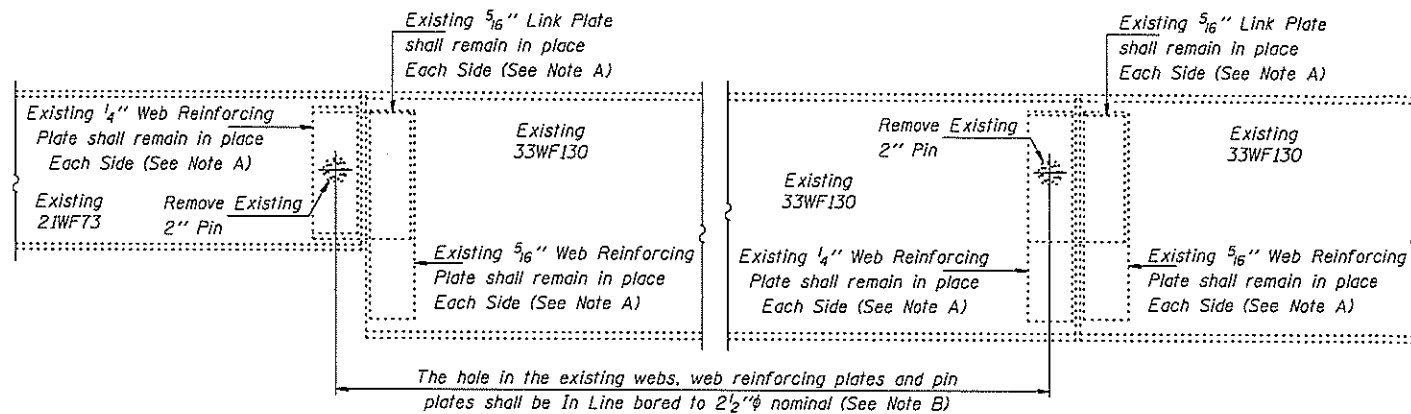 Existing 5/16" Link Plate
shall remain in place
Each Side (See Note A)
Existing 1/4" Web Reinforcing
Plate shall remain in place
Each Side (See Note A)
Existing
21WF73
Remove Existing
2" Pin
Existing
33WF130
Existing 5/16" Web Reinforcing
Plate shall remain in place
Each Side (See Note A)
Existing 5/16" Link Plate
shall remain in place
Each Side (See Note A)
Remove Existing
2" Pin
Existing
33WF130
Existing
33WF130
Existing 1/4" Web Reinforcing
Plate shall remain in place
Each Side (See Note A)
Existing 5/16" Web Reinforcing
Plate shall remain in place
Each Side (See Note A)
The hole in the existing webs, web reinforcing plates and pin
plates shall be In Line bored to 2 1/2"φ nominal (See Note B)